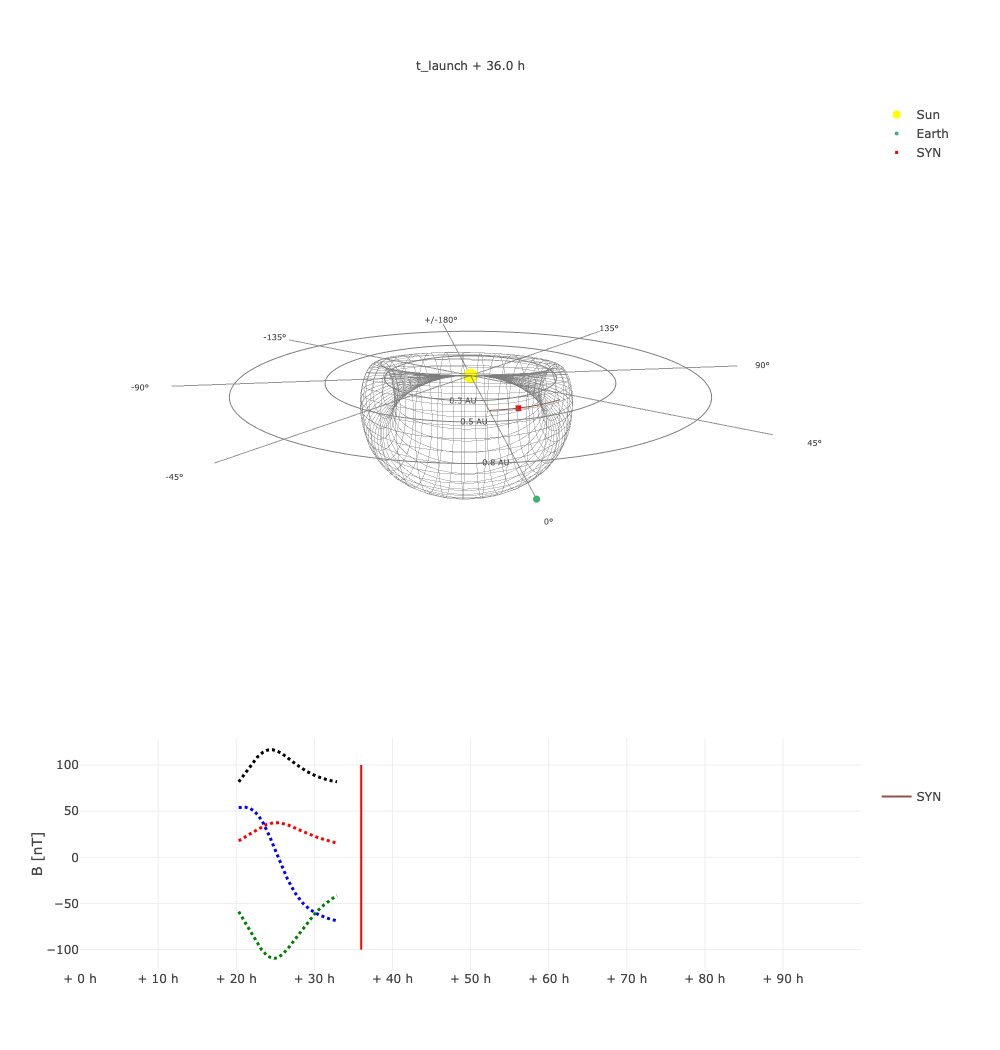 t_launch + 36.0 h
Sun
Earth
SYN
+/-180°
-135°
135°
90°
-90°
0.3 AU
0.5 AU
45°
0.8 AU
-45°
0°
100
50
0
−50
−100
B [nT]
SYN
+ 0 h
+ 10 h
+ 20 h
+ 30 h
+ 40 h
+ 50 h
+ 60 h
+ 70 h
+ 80 h
+ 90 h